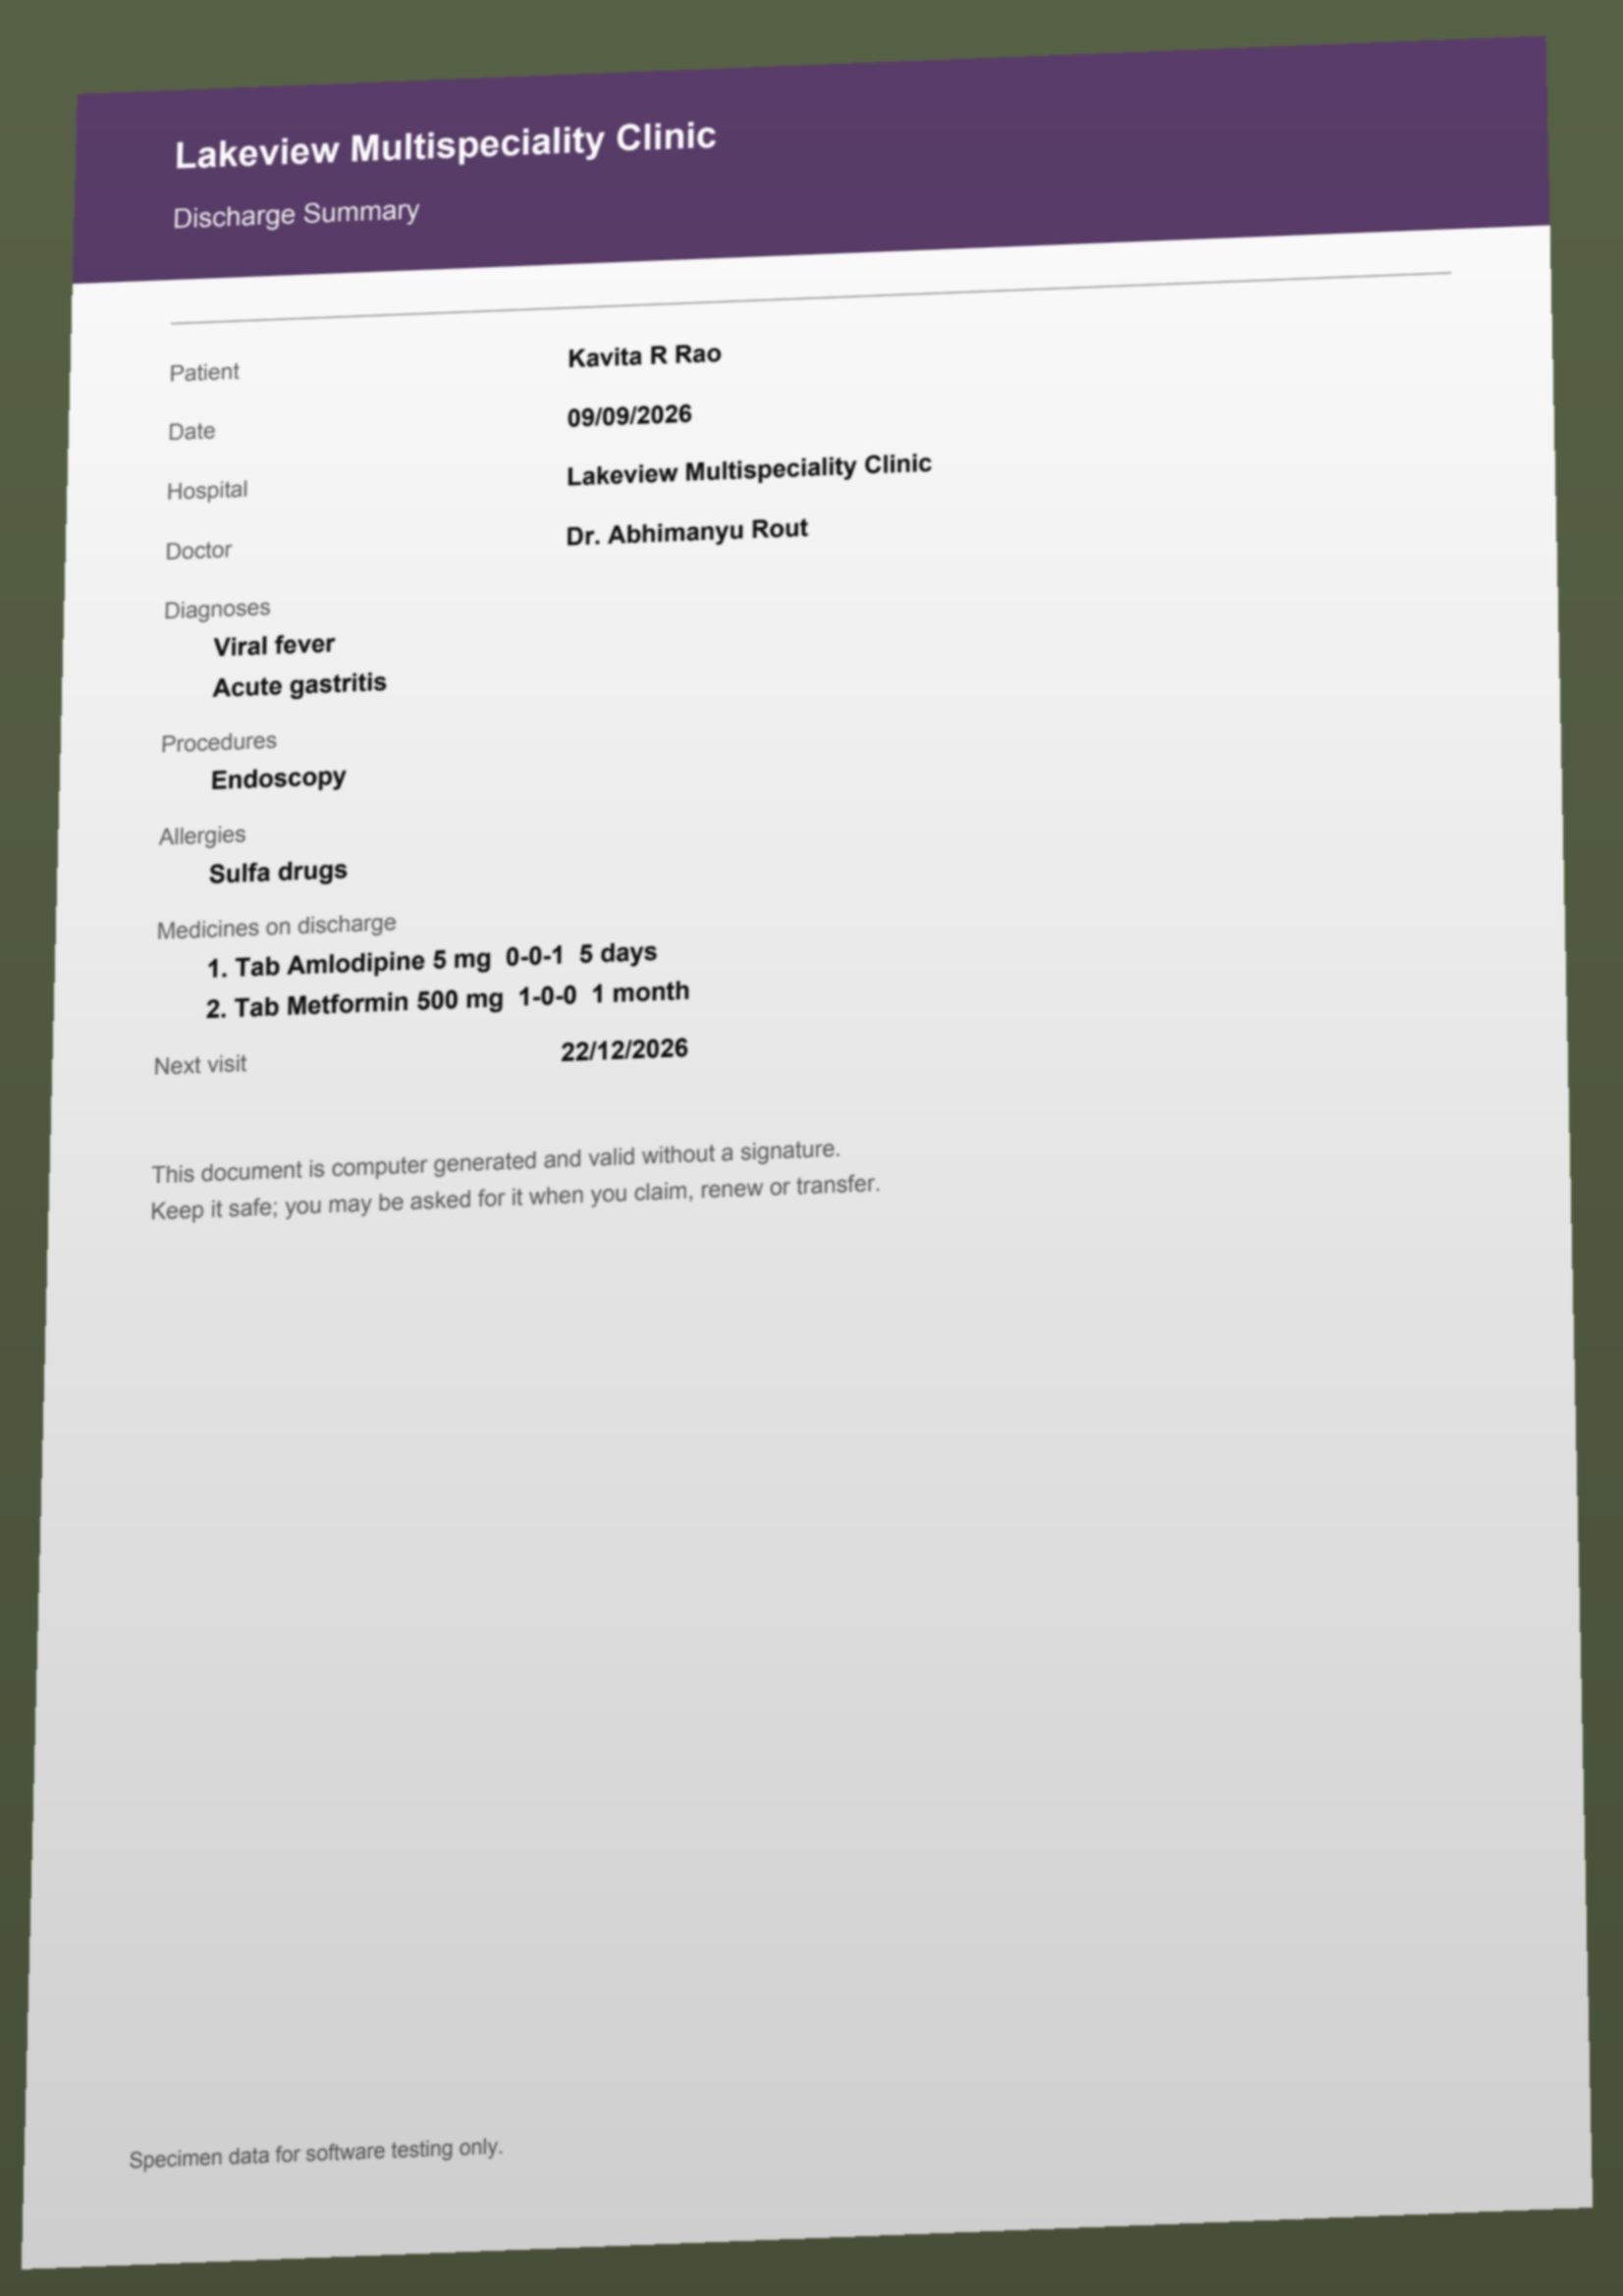 Lakeview Multispeciality Clinic
Discharge Summary
Patient Kavita R Rao
Date 09/09/2026
Hospital Lakeview Multispeciality Clinic
Doctor Dr. Abhimanyu Rout
Diagnoses
Viral fever
Acute gastritis
Procedures
Endoscopy
Allergies
Sulfa drugs
Medicines on discharge
1. Tab Amlodipine 5 mg 0-0-1 5 days
2. Tab Metformin 500 mg 1-0-0 1 month
Next visit 22/12/2026
This document is computer generated and valid without a signature.
Keep it safe; you may be asked for it when you claim, renew or transfer.
Specimen data for software testing only.